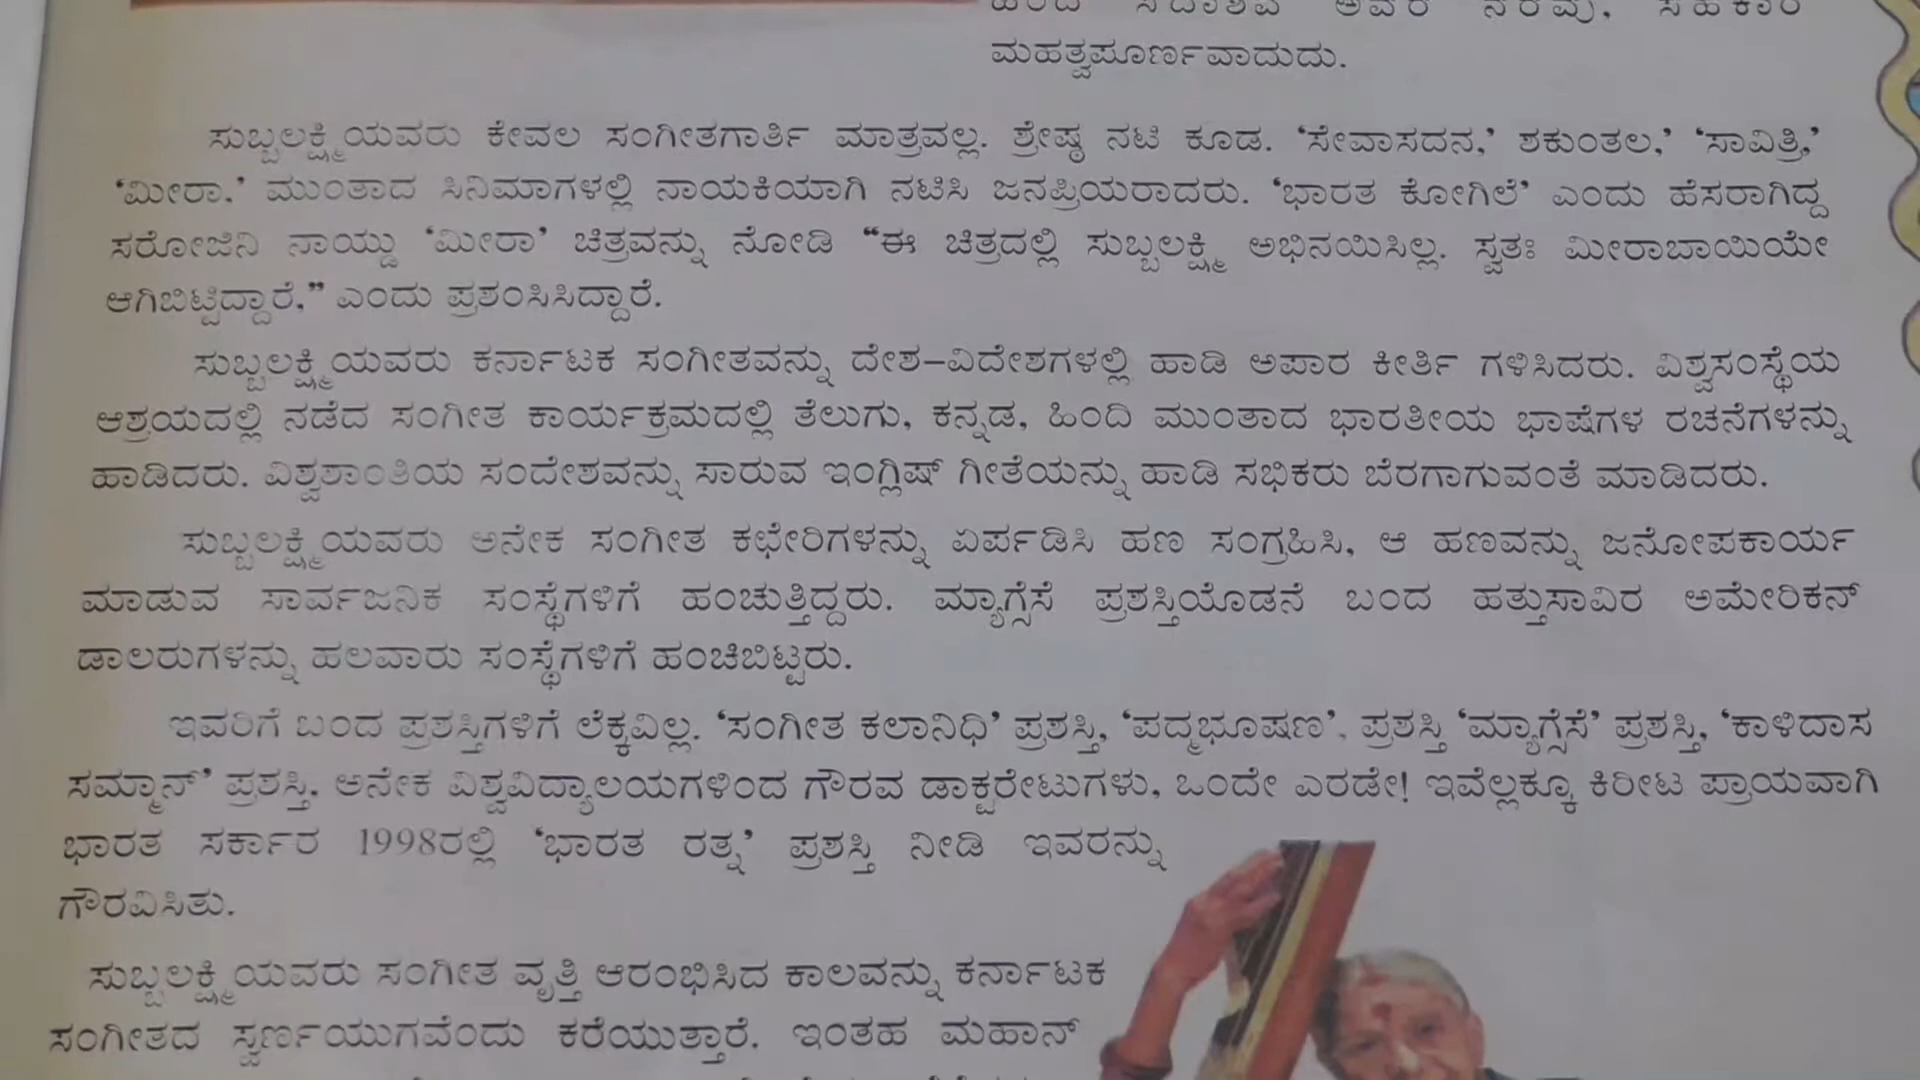 ಮಹತ್ವಪೂರ್ಣವಾದುದು.
ಸುಬ್ಬಲಕ್ಷ್ಮಿಯವರು ಕೇವಲ ಸಂಗೀತಗಾರ್ತಿ ಮಾತ್ರವಲ್ಲ. ಶ್ರೇಷ್ಠ ನಟಿ ಕೂಡ. ‘ಸೇವಾಸದನ,’ ಶಕುಂತಲ,’ ‘ಸಾವಿತ್ರಿ,’
‘ಮೀರಾ,’ ಮುಂತಾದ ಸಿನಿಮಾಗಳಲ್ಲಿ ನಾಯಕಿಯಾಗಿ ನಟಿಸಿ ಜನಪ್ರಿಯರಾದರು. ‘ಭಾರತ ಕೋಗಿಲೆ’ ಎಂದು ಹೆಸರಾಗಿದ್ದ
ಸರೋಜಿನಿ ನಾಯ್ಡು ‘ಮೀರಾ’ ಚಿತ್ರವನ್ನು ನೋಡಿ “ಈ ಚಿತ್ರದಲ್ಲಿ ಸುಬ್ಬಲಕ್ಷ್ಮಿ ಅಭಿನಯಿಸಿಲ್ಲ. ಸ್ವತಃ ಮೀರಾಬಾಯಿಯೇ
ಆಗಿಬಿಟ್ಟಿದ್ದಾರೆ,” ಎಂದು ಪ್ರಶಂಸಿಸಿದ್ದಾರೆ.
ಸುಬ್ಬಲಕ್ಷ್ಮಿಯವರು ಕರ್ನಾಟಕ ಸಂಗೀತವನ್ನು ದೇಶ–ವಿದೇಶಗಳಲ್ಲಿ ಹಾಡಿ ಅಪಾರ ಕೀರ್ತಿ ಗಳಿಸಿದರು. ವಿಶ್ವಸಂಸ್ಥೆಯ
ಆಶ್ರಯದಲ್ಲಿ ನಡೆದ ಸಂಗೀತ ಕಾರ್ಯಕ್ರಮದಲ್ಲಿ ತೆಲುಗು, ಕನ್ನಡ, ಹಿಂದಿ ಮುಂತಾದ ಭಾರತೀಯ ಭಾಷೆಗಳ ರಚನೆಗಳನ್ನು
ಹಾಡಿದರು. ವಿಶ್ವಶಾಂತಿಯ ಸಂದೇಶವನ್ನು ಸಾರುವ ಇಂಗ್ಲಿಷ್ ಗೀತೆಯನ್ನು ಹಾಡಿ ಸಭಿಕರು ಬೆರಗಾಗುವಂತೆ ಮಾಡಿದರು.
ಸುಬ್ಬಲಕ್ಷ್ಮಿಯವರು ಅನೇಕ ಸಂಗೀತ ಕಛೇರಿಗಳನ್ನು ಏರ್ಪಡಿಸಿ ಹಣ ಸಂಗ್ರಹಿಸಿ, ಆ ಹಣವನ್ನು ಜನೋಪಕಾರ್ಯ
ಮಾಡುವ ಸಾರ್ವಜನಿಕ ಸಂಸ್ಥೆಗಳಿಗೆ ಹಂಚುತ್ತಿದ್ದರು. ಮ್ಯಾಗ್ಸೆಸೆ ಪ್ರಶಸ್ತಿಯೊಡನೆ ಬಂದ ಹತ್ತುಸಾವಿರ ಅಮೇರಿಕನ್
ಡಾಲರುಗಳನ್ನು ಹಲವಾರು ಸಂಸ್ಥೆಗಳಿಗೆ ಹಂಚಿಬಿಟ್ಟರು.
ಇವರಿಗೆ ಬಂದ ಪ್ರಶಸ್ತಿಗಳಿಗೆ ಲೆಕ್ಕವಿಲ್ಲ. ‘ಸಂಗೀತ ಕಲಾನಿಧಿ’ ಪ್ರಶಸ್ತಿ, ‘ಪದ್ಮಭೂಷಣ’, ಪ್ರಶಸ್ತಿ ‘ಮ್ಯಾಗ್ಸೆಸೆ’ ಪ್ರಶಸ್ತಿ, ‘ಕಾಳಿದಾಸ
ಸಮ್ಮಾನ್’ ಪ್ರಶಸ್ತಿ. ಅನೇಕ ವಿಶ್ವವಿದ್ಯಾಲಯಗಳಿಂದ ಗೌರವ ಡಾಕ್ಟರೇಟುಗಳು, ಒಂದೇ ಎರಡೇ! ಇವೆಲ್ಲಕ್ಕೂ ಕಿರೀಟ ಪ್ರಾಯವಾಗಿ
ಭಾರತ ಸರ್ಕಾರ 1998ರಲ್ಲಿ ‘ಭಾರತ ರತ್ನ’ ಪ್ರಶಸ್ತಿ ನೀಡಿ ಇವರನ್ನು
ಗೌರವಿಸಿತು.
ಸುಬ್ಬಲಕ್ಷ್ಮಿಯವರು ಸಂಗೀತ ವೃತ್ತಿ ಆರಂಭಿಸಿದ ಕಾಲವನ್ನು ಕರ್ನಾಟಕ
ಸಂಗೀತದ ಸ್ವರ್ಣಯುಗವೆಂದು ಕರೆಯುತ್ತಾರೆ. ಇಂತಹ ಮಹಾನ್